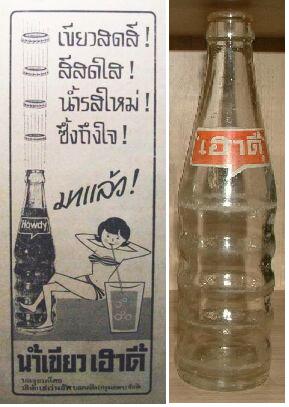 เขียวสดสี!
สีสดใส!
น้ำรสใหม่!
ซึ้งถึงใจ!
มาแล้ว!
Howdy
น้ำเขียว เฮาดี้
เฮาดี้